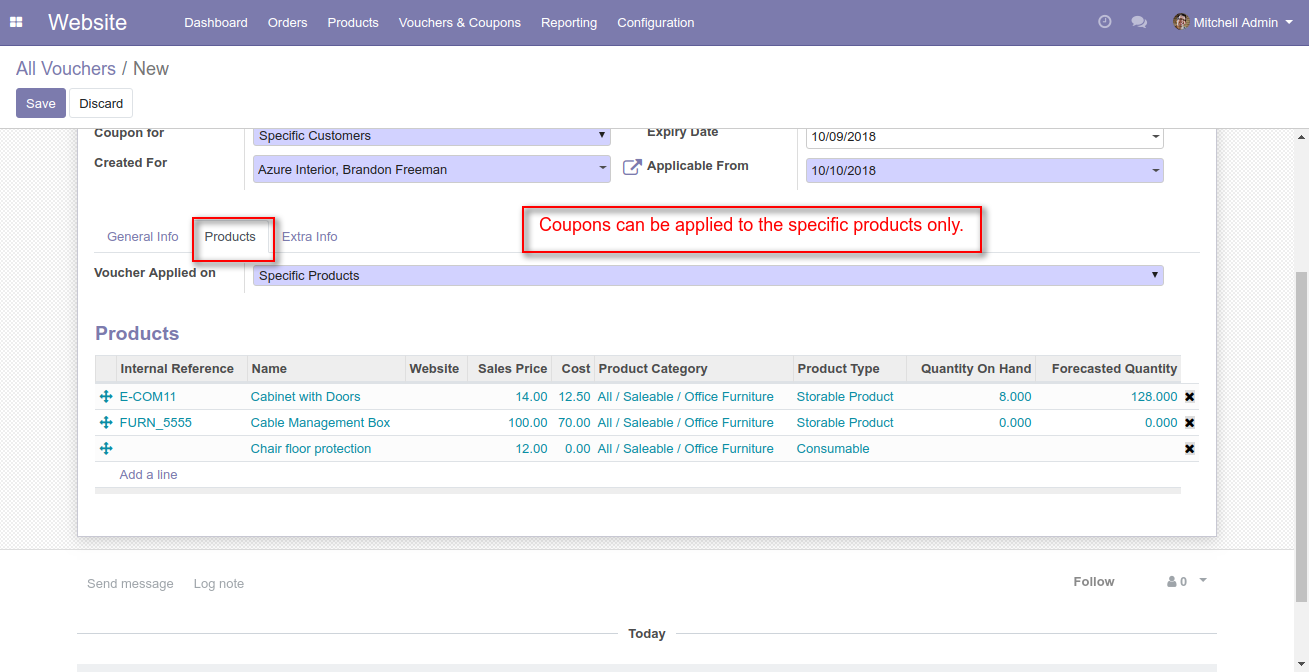 Website Dashboard Orders Products Vouchers & Coupons Reporting Configuration Mitchell Admin
All Vouchers / New
Save Discard
Coupon for Specific Customers Expiry Date 10/09/2018
Created For Azure Interior, Brandon Freeman Applicable From 10/10/2018
Coupons can be applied to the specific products only.
General Info Products Extra Info
Voucher Applied on Specific Products
Products
Internal Reference Name Website Sales Price Cost Product Category Product Type Quantity On Hand Forecasted Quantity
E-COM11 Cabinet with Doors 14.00 12.50 All / Saleable / Office Furniture Storable Product 8.000 128.000
FURN_5555 Cable Management Box 100.00 70.00 All / Saleable / Office Furniture Storable Product 0.000 0.000
Chair floor protection 12.00 0.00 All / Saleable / Office Furniture Consumable
Add a line
Send message Log note Follow 0
Today